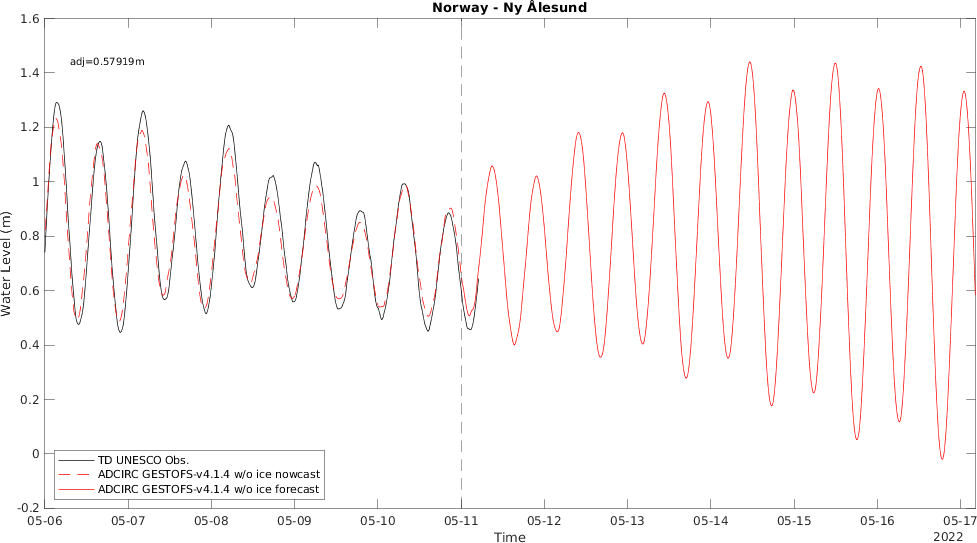 Norway - Ny Ålesund
adj=0.57919m
1.6
1.4
1.2
1
0.8
0.6
0.4
0.2
0
-0.2
Water Level (m)
TD UNESCO Obs.
ADCIRC GESTOFS-v4.1.4 w/o ice nowcast
ADCIRC GESTOFS-v4.1.4 w/o ice forecast
05-06 05-07 05-08 05-09 05-10 05-11 05-12 05-13 05-14 05-15 05-16 05-17
Time
2022